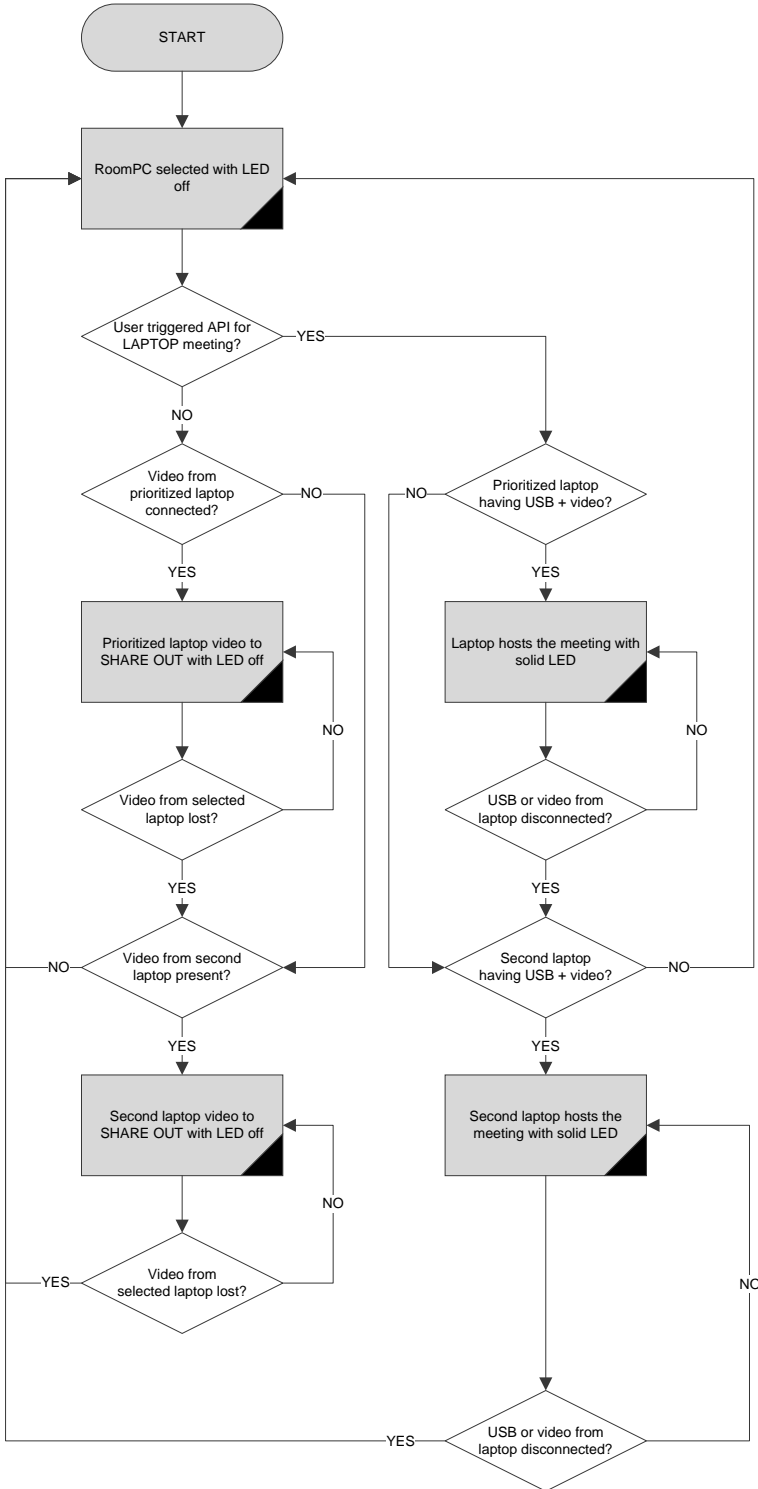 START
RoomPC selected with LED
off
User triggered API for
LAPTOP meeting?
YES
NO
Video from
prioritized laptop
connected?
NO
NO
Prioritized laptop
having USB + video?
YES
YES
Prioritized laptop video to
SHARE OUT with LED off
Laptop hosts the meeting with
solid LED
NO
NO
Video from selected
laptop lost?
USB or video from
laptop disconnected?
YES
YES
NO
Video from second
laptop present?
Second laptop
having USB + video?
NO
YES
YES
Second laptop video to
SHARE OUT with LED off
Second laptop hosts the
meeting with solid LED
NO
YES
Video from
selected laptop lost?
NO
YES
USB or video from
laptop disconnected?